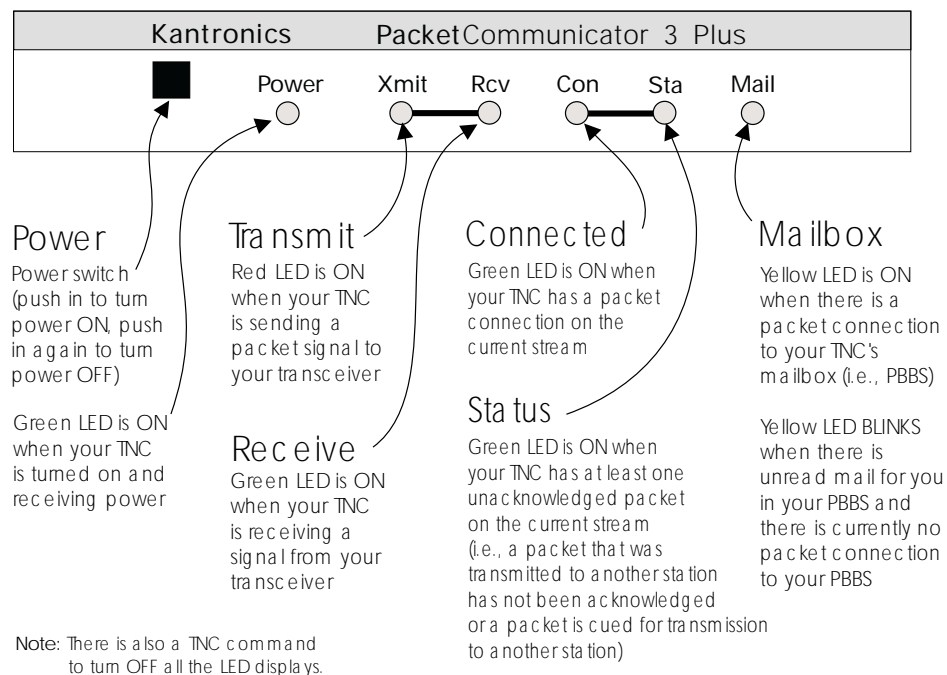 Kantronics PacketCommunicator 3 Plus
Power Xmit Rcv Con Sta Mail
Power
Power switch
(push in to turn
power ON, push
in again to turn
power OFF)
Green LED is ON
when your TNC
is turned on and
receiving power
Transmit
Red LED is ON
when your TNC
is sending a
packet signal to
your transceiver
Receive
Green LED is ON
when your TNC
is receiving a
signal from your
transceiver
Connected
Green LED is ON when
your TNC has a packet
connection on the
current stream
Status
Green LED is ON when
your TNC has at least one
unacknowledged packet
on the current stream
(i.e., a packet that was
transmitted to another station
has not been acknowledged
or a packet is cued for transmission
to another station)
Mailbox
Yellow LED is ON
when there is a
packet connection
to your TNC's
mailbox (i.e., PBBS)
Yellow LED BLINKS
when there is
unread mail for you
in your PBBS and
there is currently no
packet connection
to your PBBS
Note: There is also a TNC command
to turn OFF all the LED displays.